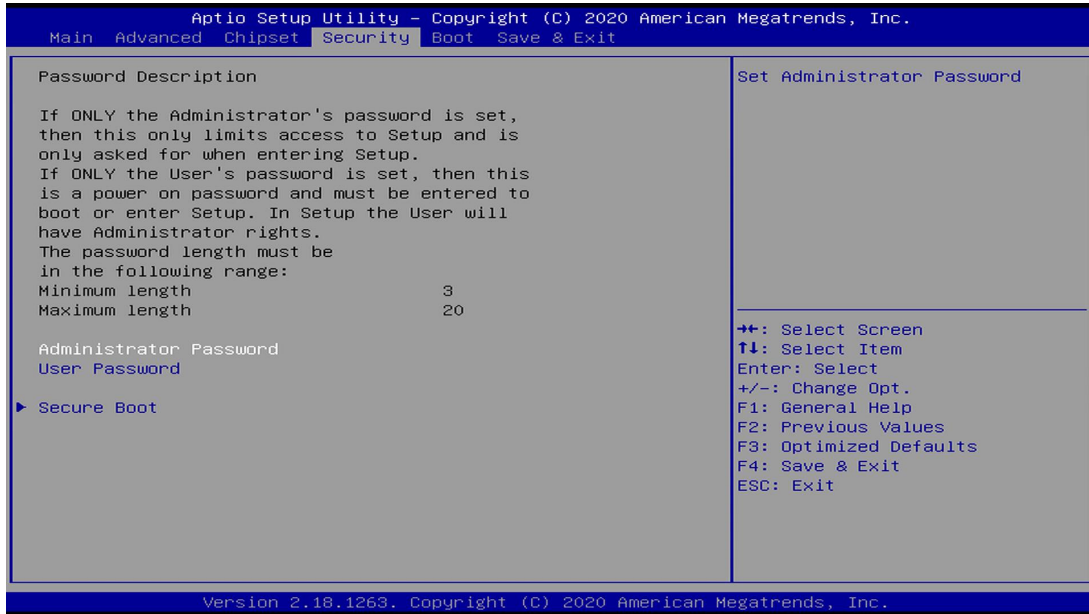 Aptio Setup Utility – Copyright (C) 2020 American Megatrends, Inc.
Main Advanced Chipset Security Boot Save & Exit
Password Description
If ONLY the Administrator's password is set,
then this only limits access to Setup and is
only asked for when entering Setup.
If ONLY the User's password is set, then this
is a power on password and must be entered to
boot or enter Setup. In Setup the User will
have Administrator rights.
The password length must be
in the following range:
Minimum length 3
Maximum length 20
Administrator Password
User Password
► Secure Boot
Set Administrator Password
→←: Select Screen
↑↓: Select Item
Enter: Select
+/-: Change Opt.
F1: General Help
F2: Previous Values
F3: Optimized Defaults
F4: Save & Exit
ESC: Exit
Version 2.18.1263. Copyright (C) 2020 American Megatrends, Inc.